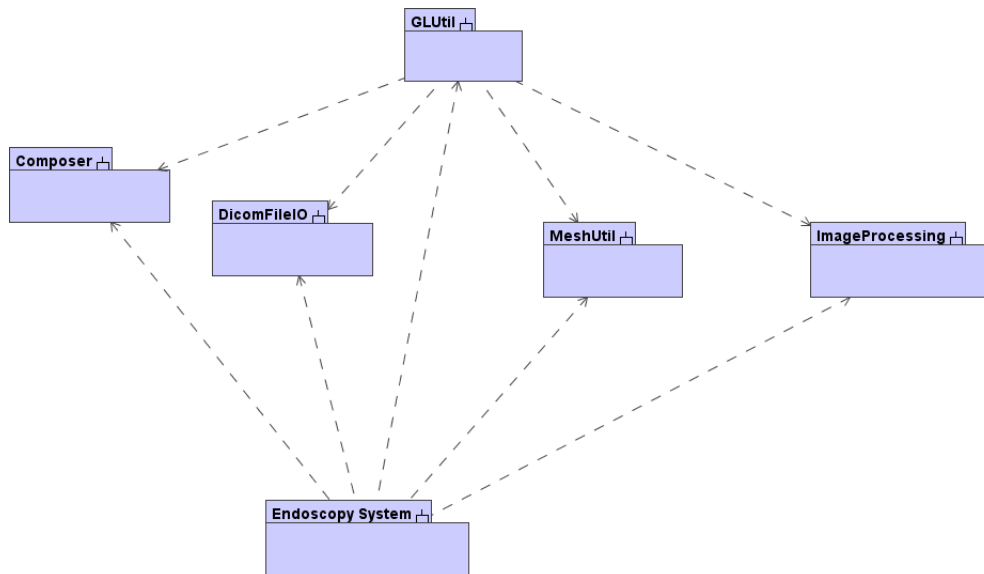 GLUtil
Composer
DicomFileIO
MeshUtil
ImageProcessing
Endoscopy System